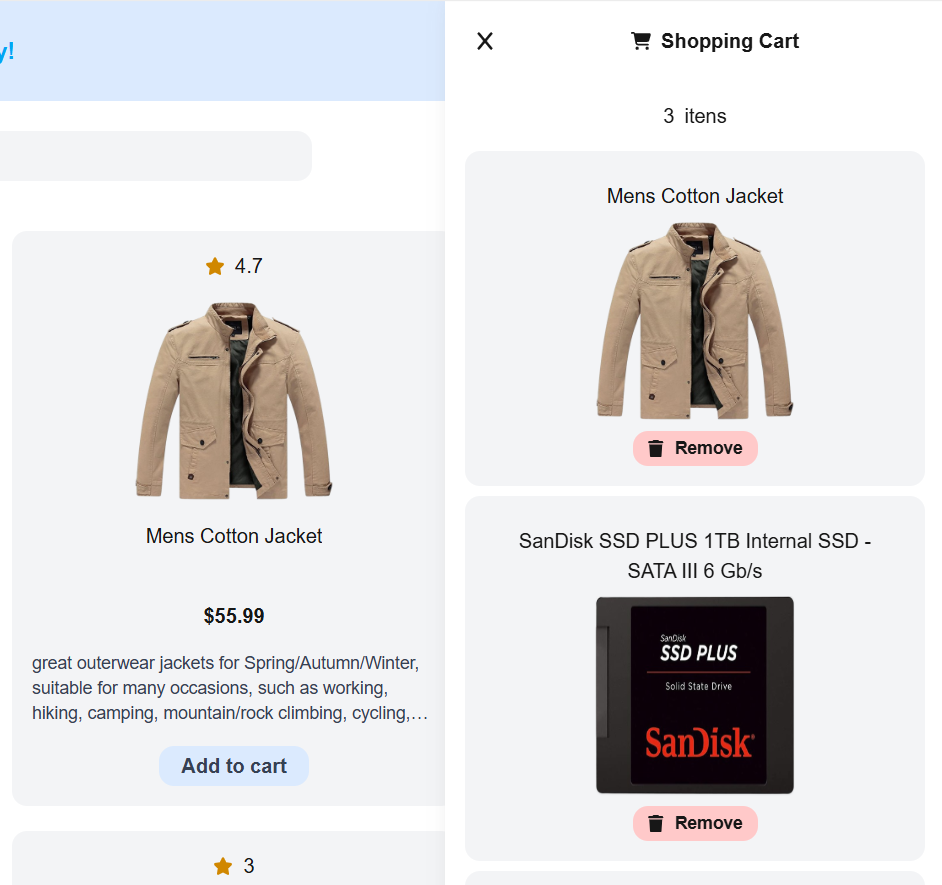 y!
4.7
Mens Cotton Jacket
$55.99
great outerwear jackets for Spring/Autumn/Winter,
suitable for many occasions, such as working,
hiking, camping, mountain/rock climbing, cycling,…
Add to cart
3
Shopping Cart
3 itens
Mens Cotton Jacket
Remove
SanDisk SSD PLUS 1TB Internal SSD -
SATA III 6 Gb/s
SanDisk
SSD PLUS
Solid State Drive
SanDisk
Remove